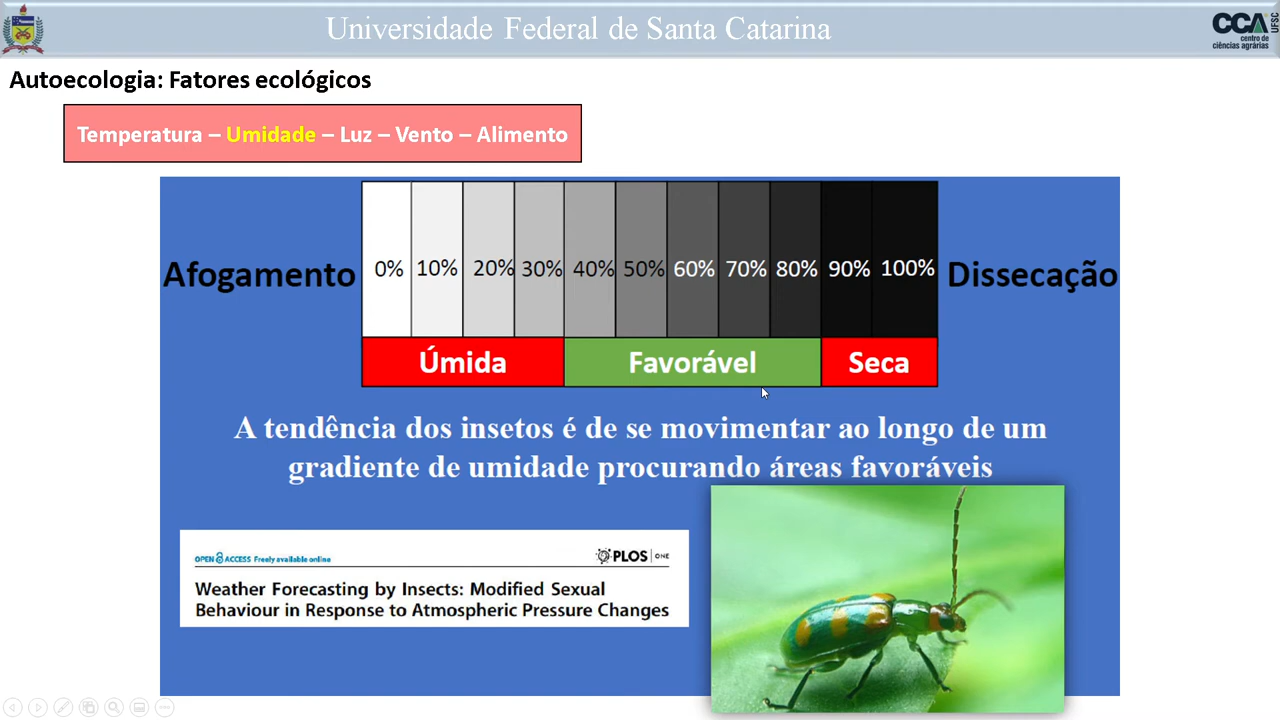 Universidade Federal de Santa Catarina
CCA UFSC
centro de
ciências agrárias
Autoecologia: Fatores ecológicos
Temperatura – Umidade – Luz – Vento – Alimento
Afogamento 0% 10% 20% 30% 40% 50% 60% 70% 80% 90% 100% Dissecação
Úmida Favorável Seca
A tendência dos insetos é de se movimentar ao longo de um
gradiente de umidade procurando áreas favoráveis
OPEN ACCESS Freely available online PLOS ONE
Weather Forecasting by Insects: Modified Sexual
Behaviour in Response to Atmospheric Pressure Changes